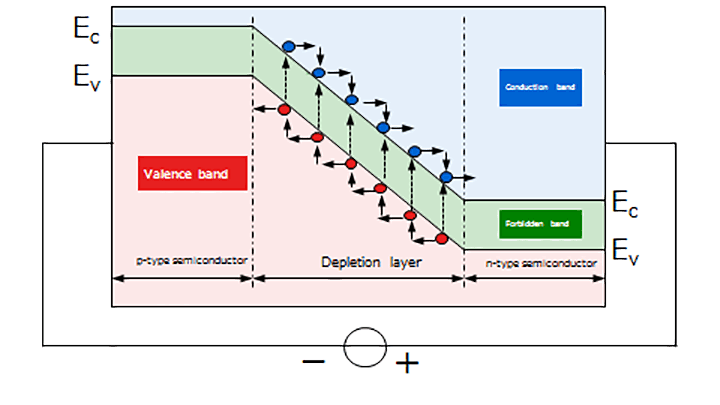 Ec
Ev
Conduction band
Valence band
Ec
Forbidden band
Ev
p-type semiconductor
Depletion layer
n-type semiconductor
− +